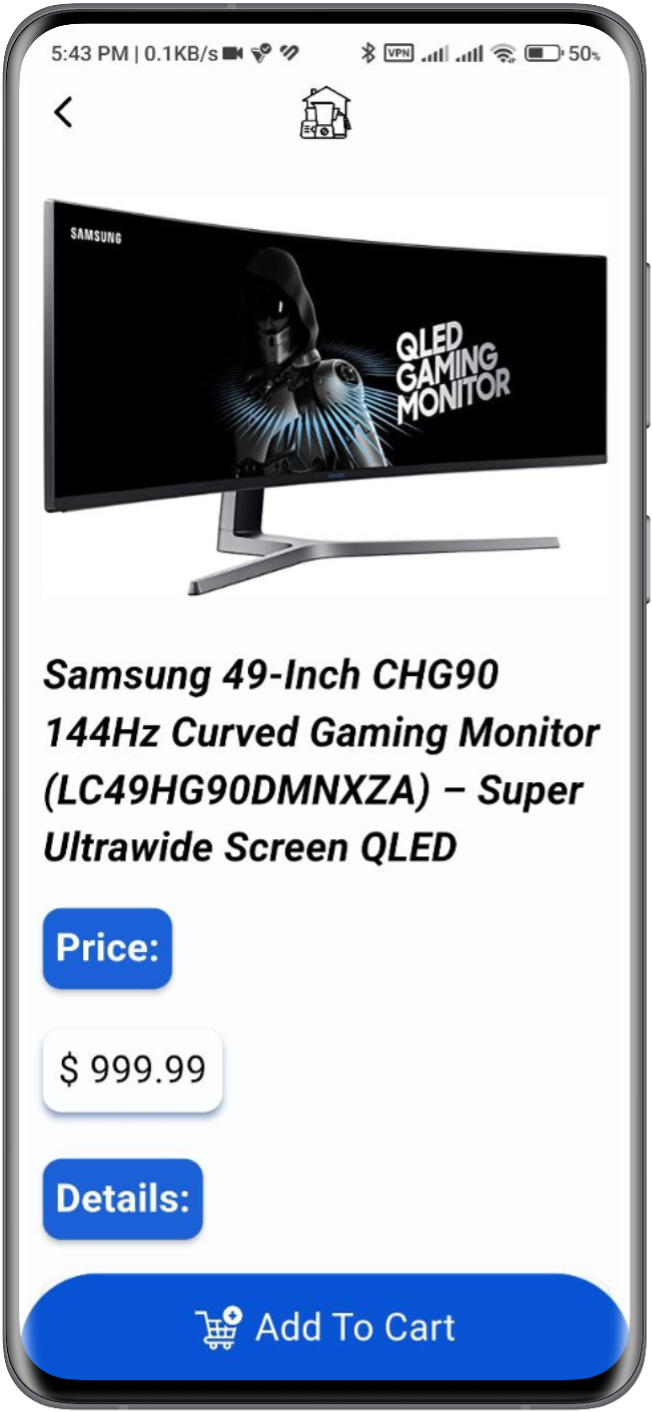 5:43 PM | 0.1KB/s
VPN
50%
SAMSUNG
QLED
GAMING
MONITOR
Samsung 49-Inch CHG90
144Hz Curved Gaming Monitor
(LC49HG90DMNXZA) – Super
Ultrawide Screen QLED
Price:
$ 999.99
Details:
Add To Cart